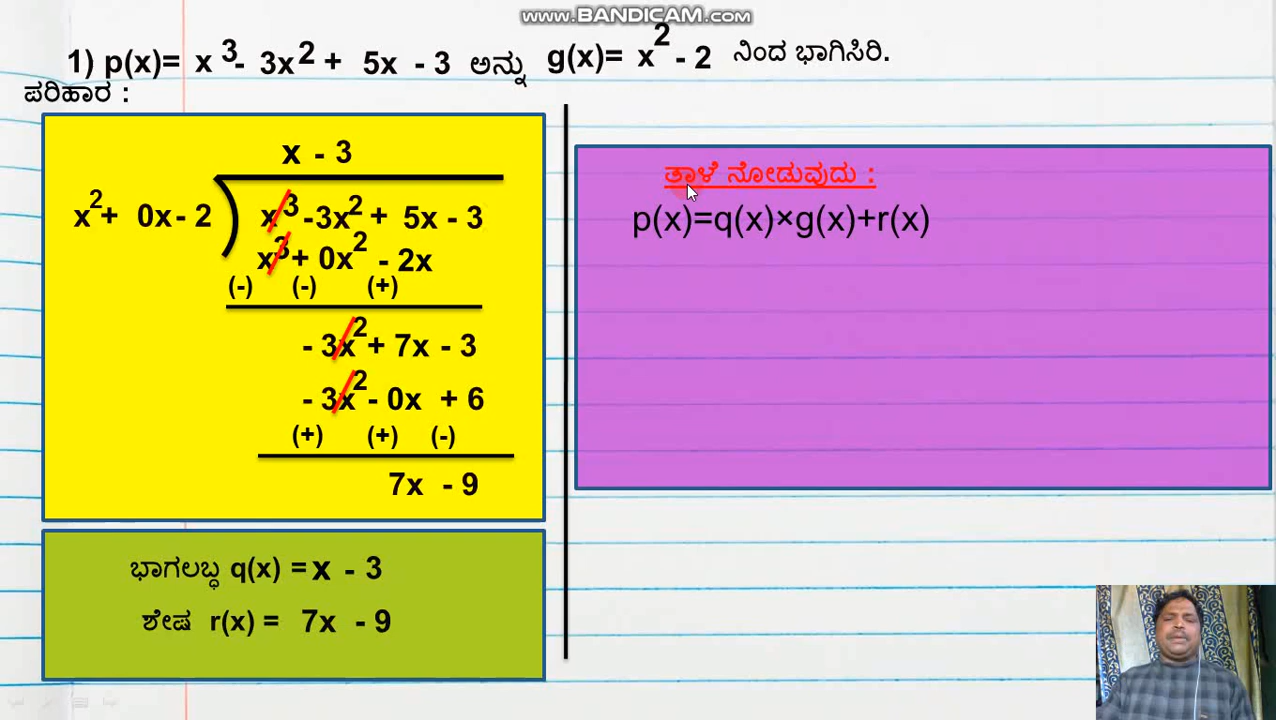 www.BANDICAM.com
1) p(x)= x³- 3x²+ 5x - 3 ಅನ್ನು g(x)= x²- 2 ನಿಂದ ಭಾಗಿಸಿರಿ.
ಪರಿಹಾರ :
x - 3
x²+ 0x- 2 ) x³-3x²+ 5x - 3
x³+ 0x² - 2x
(-) (-) (+)
- 3x²+ 7x - 3
- 3x²- 0x + 6
(+) (+) (-)
7x - 9
ಭಾಗಲಬ್ಧ q(x) = x - 3
ಶೇಷ r(x) = 7x - 9
ತಾಳೆ ನೋಡುವುದು :
p(x)=q(x)×g(x)+r(x)